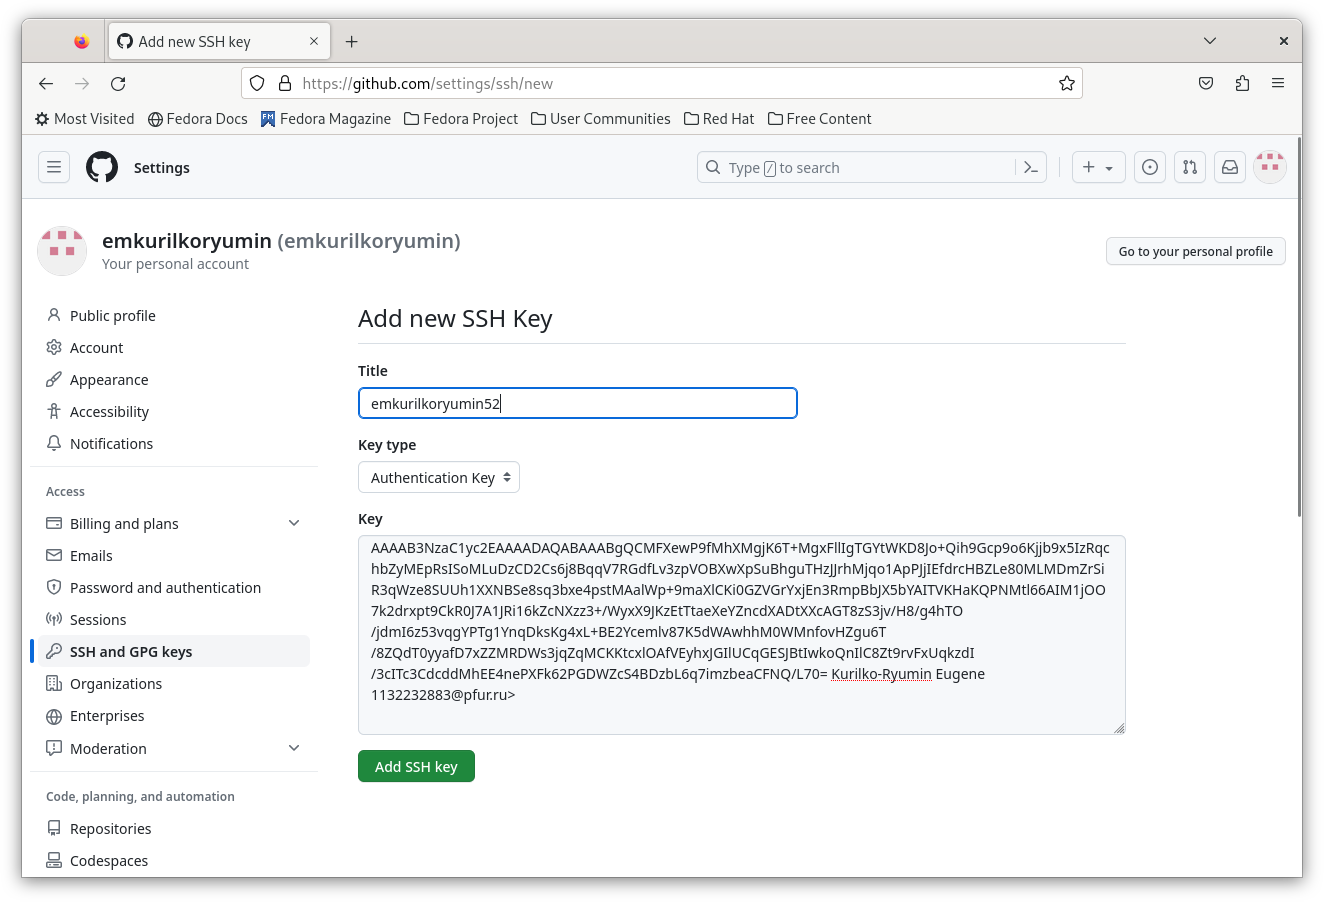 Add new SSH key
https://github.com/settings/ssh/new
Most Visited Fedora Docs Fedora Magazine Fedora Project User Communities Red Hat Free Content
Settings
Type / to search
emkurilkoryumin (emkurilkoryumin)
Your personal account
Go to your personal profile
Public profile
Account
Appearance
Accessibility
Notifications
Access
Billing and plans
Emails
Password and authentication
Sessions
SSH and GPG keys
Organizations
Enterprises
Moderation
Code, planning, and automation
Repositories
Codespaces
Add new SSH Key
Title
emkurilkoryumin52
Key type
Authentication Key
Key
AAAAB3NzaC1yc2EAAAADAQABAAABgQCMFXewP9fMhXMgjK6T+MgxFllIgTGYtWKD8Jo+Qih9Gcp9o6Kjjb9x5IzRqc
hbZyMEpRsISoMLuDzCD2Cs6j8BqqV7RGdfLv3zpVOBXwXpSuBhguTHzJJrhMjqo1ApPJjIEfdrcHBZLe80MLMDmZrSi
R3qWze8SUUh1XXNBSe8sq3bxe4pstMAalWp+9maXlCKi0GZVGrYxjEn3RmpBbJX5bYAITVKHaKQPNMtl66AIM1jOO
7k2drxpt9CkR0J7A1JRi16kZcNXzz3+/WyxX9JKzEtTtaeXeYZncdXADtXXcAGT8zS3jv/H8/g4hTO
/jdmI6z53vqgYPTg1YnqDksKg4xL+BE2Ycemlv87K5dWAwhhM0WMnfovHZgu6T
/8ZQdT0yyafD7xZZMRDWs3jqZqMCKKtcxlOAfVEyhxJGIlUCqGESJBtIwkoQnIlC8Zt9rvFxUqkzdI
/3cITc3CdcddMhEE4nePXFk62PGDWZcS4BDzbL6q7imzbeaCFNQ/L70= Kurilko-Ryumin Eugene
1132232883@pfur.ru>
Add SSH key